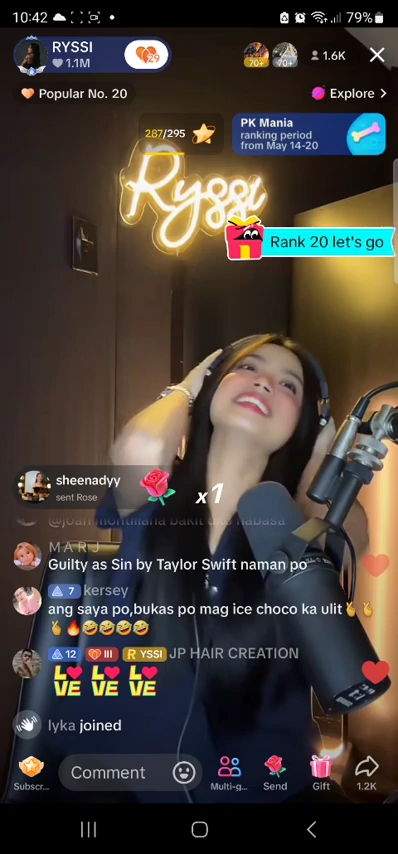 10:42
79%
RYSSI
1.1M
29
70+
70+
1.6K
Popular No. 20
Explore
287/295
PK Mania
ranking period
from May 14-20
Ryssi
Rank 20 let's go
sheenadyy
sent Rose
x1
M A R J
Guilty as Sin by Taylor Swift naman po
7 kersey
ang saya po,bukas po mag ice choco ka ulit
12 III R YSSI JP HAIR CREATION
LOVE LOVE LOVE
lyka joined
Subscr...
Comment
Multi-g...
Send
Gift
1.2K